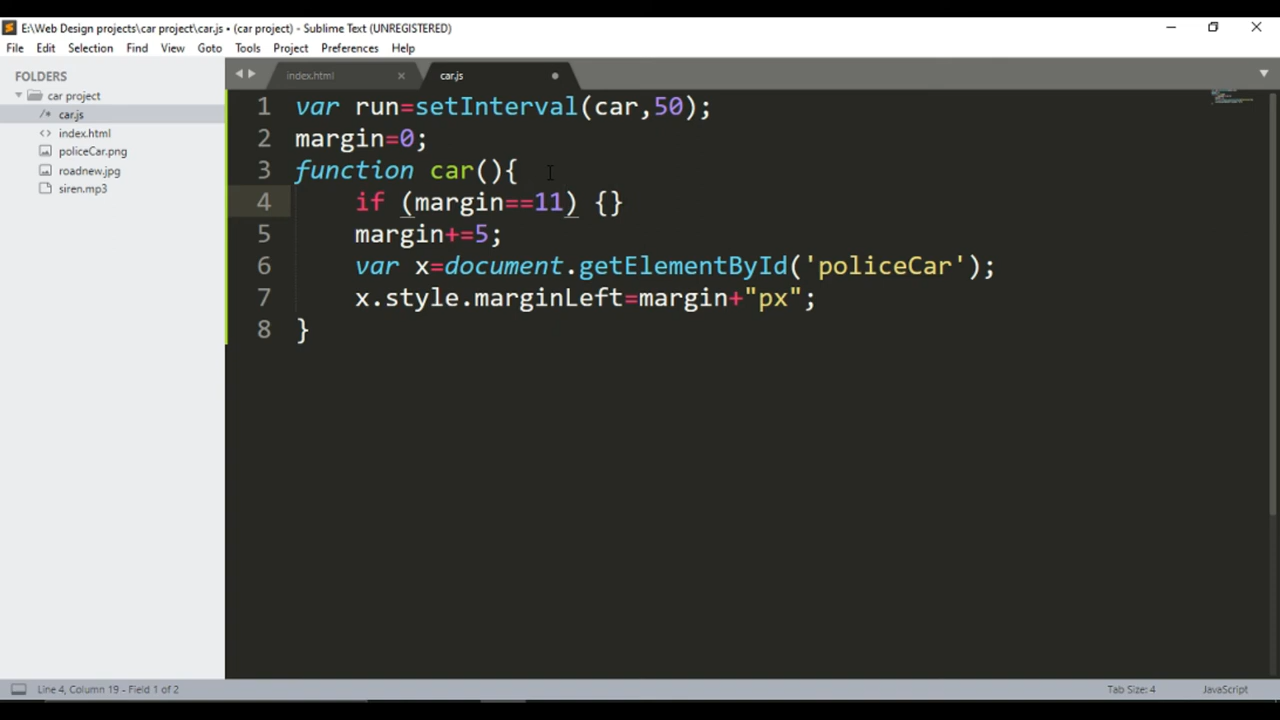 E:\Web Design projects\car project\car.js • (car project) - Sublime Text (UNREGISTERED)
File Edit Selection Find View Goto Tools Project Preferences Help
FOLDERS
car project
/* car.js
<> index.html
policeCar.png
roadnew.jpg
siren.mp3
index.html × car.js
1 var run=setInterval(car,50);
2 margin=0;
3 function car(){
4 if (margin==11) {}
5 margin+=5;
6 var x=document.getElementById('policeCar');
7 x.style.marginLeft=margin+"px";
8 }
Line 4, Column 19 - Field 1 of 2 Tab Size: 4 JavaScript